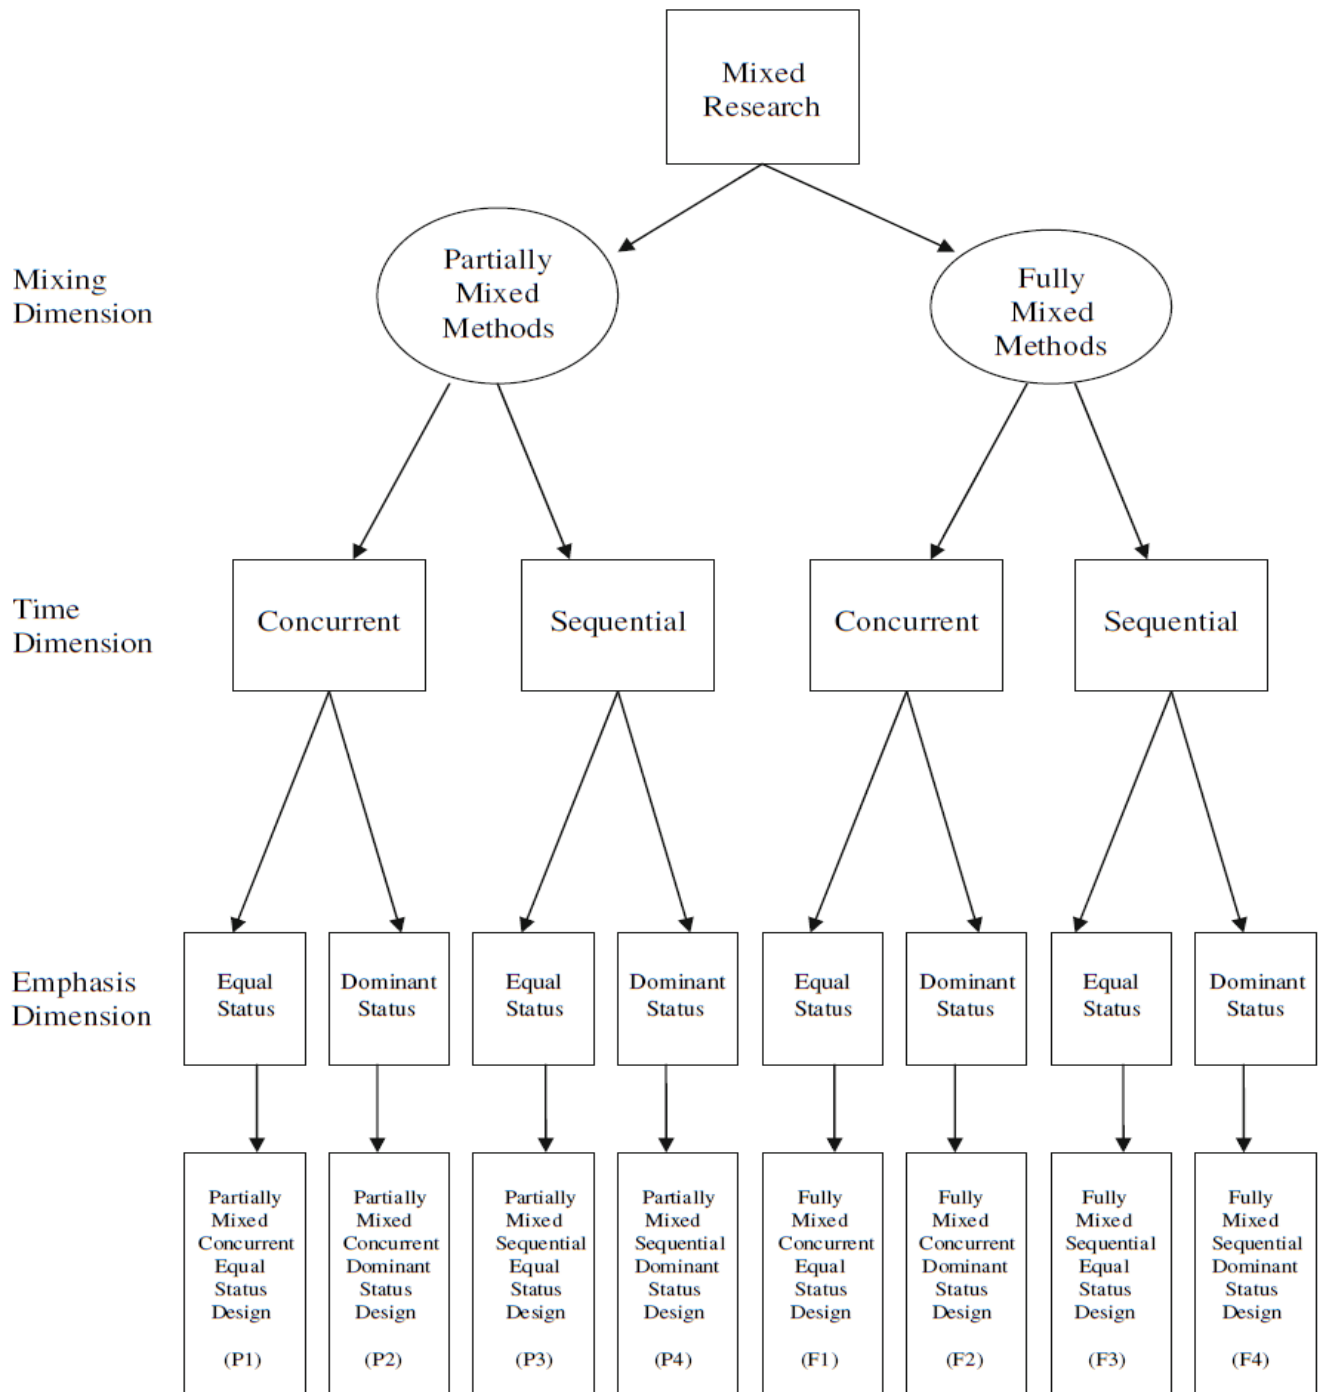 Mixed
Research
Mixing
Dimension
Partially
Mixed
Methods
Fully
Mixed
Methods
Time
Dimension
Concurrent
Sequential
Concurrent
Sequential
Emphasis
Dimension
Equal
Status
Dominant
Status
Equal
Status
Dominant
Status
Equal
Status
Dominant
Status
Equal
Status
Dominant
Status
Partially
Mixed
Concurrent
Equal
Status
Design
(P1)
Partially
Mixed
Concurrent
Dominant
Status
Design
(P2)
Partially
Mixed
Sequential
Equal
Status
Design
(P3)
Partially
Mixed
Sequential
Dominant
Status
Design
(P4)
Fully
Mixed
Concurrent
Equal
Status
Design
(F1)
Fully
Mixed
Concurrent
Dominant
Status
Design
(F2)
Fully
Mixed
Sequential
Equal
Status
Design
(F3)
Fully
Mixed
Sequential
Dominant
Status
Design
(F4)